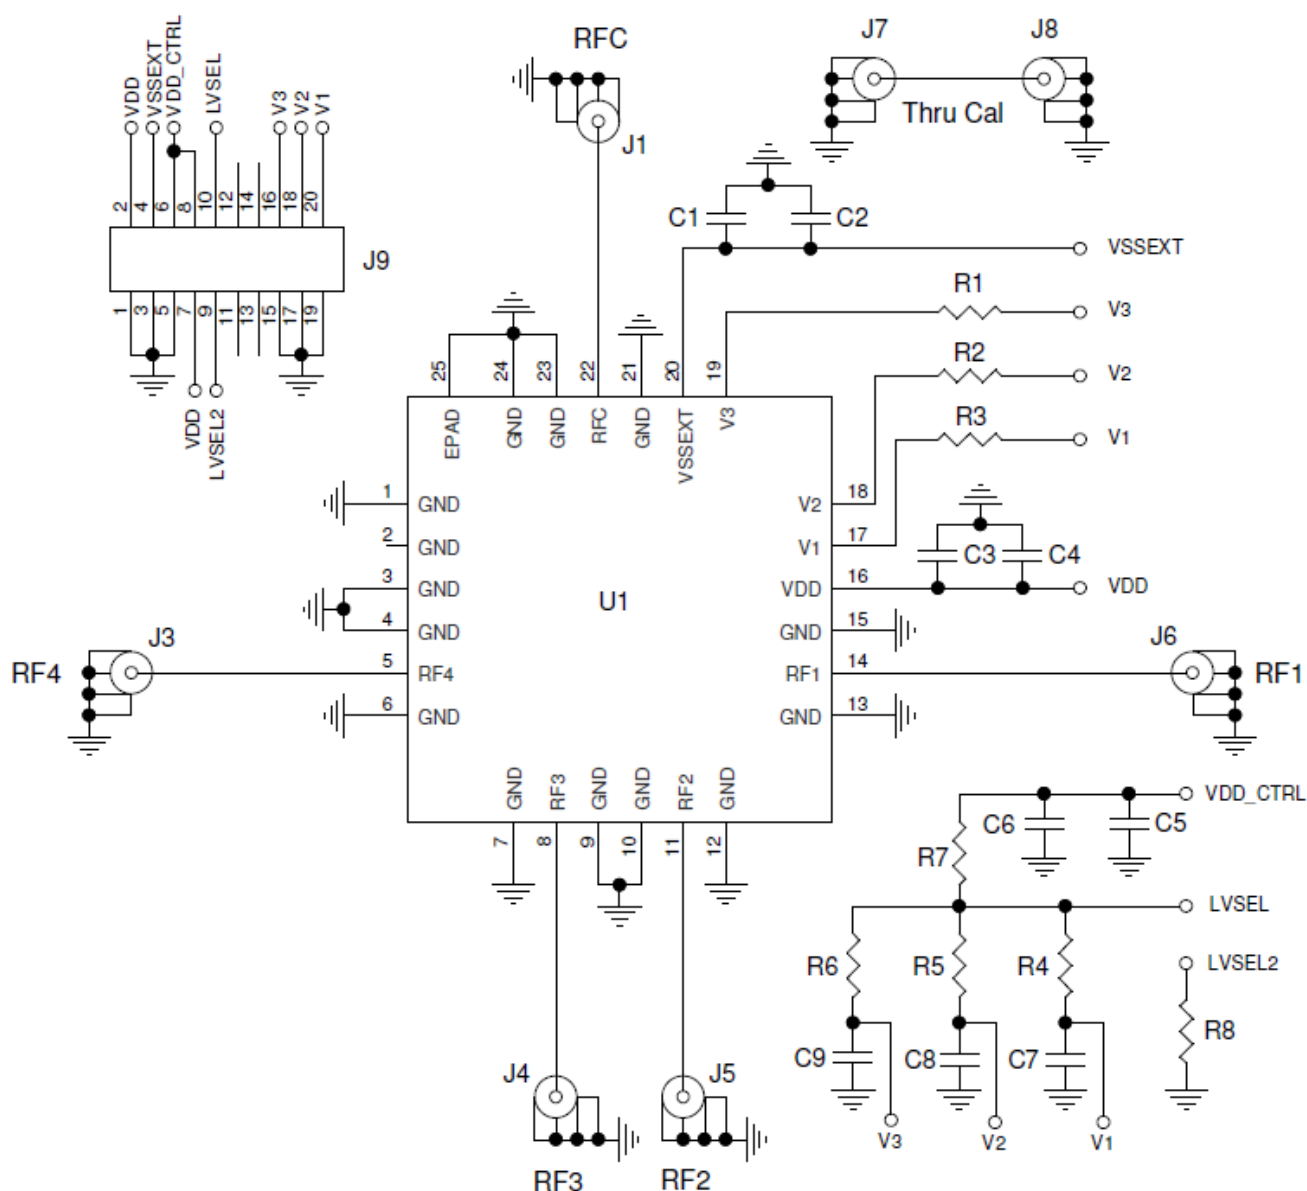 RFC
J7
J8
VDD
VSSEXT
VDD_CTRL
LVSEL
V3
V2
V1
J1
Thru Cal
2
4
6
8
10
12
14
16
18
20
C1
C2
J9
VSSEXT
R1
V3
1
3
5
7
9
11
13
15
17
19
R2
V2
25
24
23
22
21
20
19
R3
V1
VDD
LVSEL2
EPAD
GND
GND
RFC
GND
VSSEXT
V3
1
GND
V2
18
2
GND
V1
17
C3
C4
3
GND
VDD
16
VDD
U1
4
GND
GND
15
J3
J6
RF4
5
RF4
RF1
14
RF1
6
GND
GND
13
GND
RF3
GND
GND
RF2
GND
VDD_CTRL
7
8
9
10
11
12
C6
C5
R7
LVSEL
R6
R5
R4
LVSEL2
R8
C9
C8
C7
J4
J5
V3
V2
V1
RF3
RF2